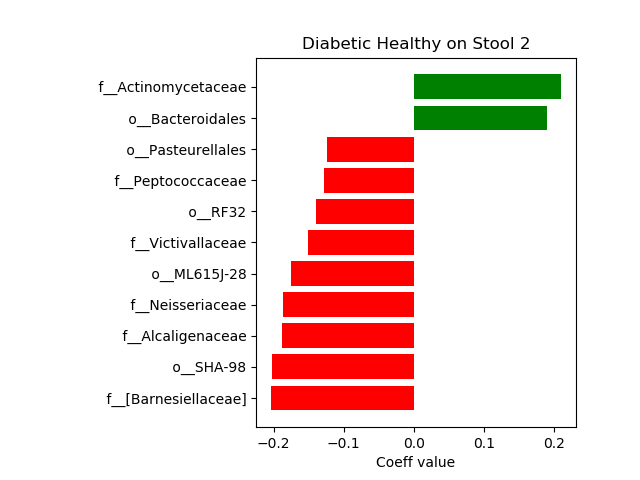 Diabetic Healthy on Stool 2
f__Actinomycetaceae
o__Bacteroidales
o__Pasteurellales
f__Peptococcaceae
o__RF32
f__Victivallaceae
o__ML615J-28
f__Neisseriaceae
f__Alcaligenaceae
o__SHA-98
f__[Barnesiellaceae]
−0.2 −0.1 0.0 0.1 0.2
Coeff value